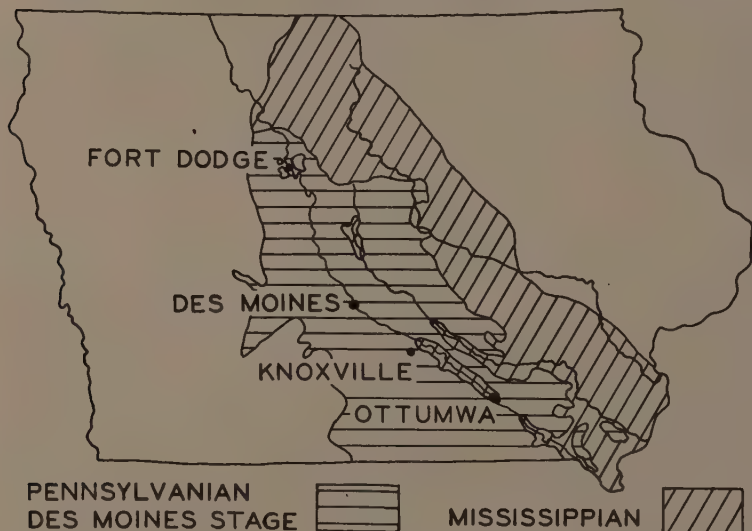 FORT DODGE
DES MOINES
KNOXVILLE
OTTUMWA
PENNSYLVANIAN
DES MOINES STAGE
MISSISSIPPIAN